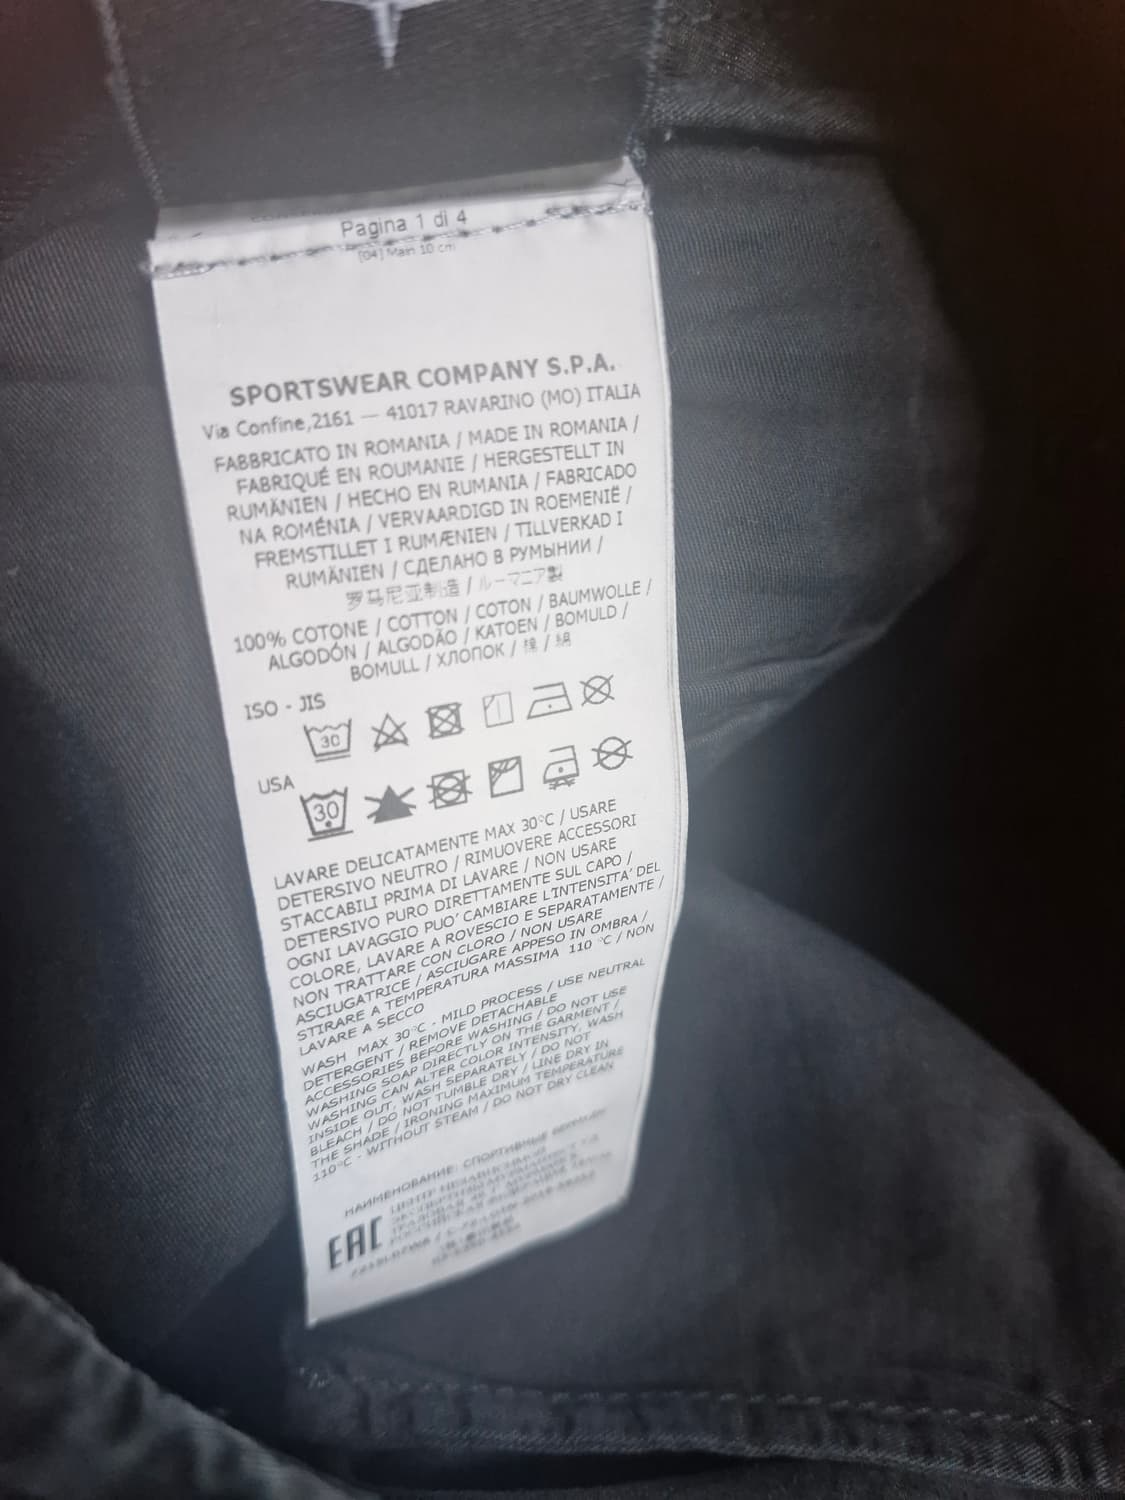 Pagina 1 di 4
[04] Main 10 cm
SPORTSWEAR COMPANY S.P.A.
Via Confine,2161 — 41017 RAVARINO (MO) ITALIA
FABBRICATO IN ROMANIA / MADE IN ROMANIA /
FABRIQUÉ EN ROUMANIE / HERGESTELLT IN
RUMÄNIEN / HECHO EN RUMANIA / FABRICADO
NA ROMÉNIA / VERVAARDIGD IN ROEMENIË /
FREMSTILLET I RUMÆNIEN / TILLVERKAD I
RUMÄNIEN / СДЕЛАНО В РУМЫНИИ /
罗马尼亚制造 / ルーマニア製
100% COTONE / COTTON / COTON / BAUMWOLLE /
ALGODÓN / ALGODÃO / KATOEN / BOMULD /
BOMULL / ХЛОПОК / 棉 / 綿
ISO - JIS
30
USA
30
LAVARE DELICATAMENTE MAX 30°C / USARE
DETERSIVO NEUTRO / RIMUOVERE ACCESSORI
STACCABILI PRIMA DI LAVARE / NON USARE
DETERSIVO PURO DIRETTAMENTE SUL CAPO /
OGNI LAVAGGIO PUO' CAMBIARE L'INTENSITA' DEL
COLORE, LAVARE A ROVESCIO E SEPARATAMENTE /
NON TRATTARE CON CLORO / NON USARE
ASCIUGATRICE / ASCIUGARE APPESO IN OMBRA /
STIRARE A TEMPERATURA MASSIMA 110 °C / NON
LAVARE A SECCO
WASH MAX 30°C - MILD PROCESS / USE NEUTRAL
DETERGENT / REMOVE DETACHABLE
ACCESSORIES BEFORE WASHING / DO NOT USE
WASHING SOAP DIRECTLY ON THE GARMENT /
WASHING CAN ALTER COLOR INTENSITY, WASH
INSIDE OUT, WASH SEPARATELY / DO NOT
BLEACH / DO NOT TUMBLE DRY / LINE DRY IN
THE SHADE / IRONING MAXIMUM TEMPERATURE
110°C - WITHOUT STEAM / DO NOT DRY CLEAN
НАИМЕНОВАНИЕ: СПОРТИВНЫЕ
EAC